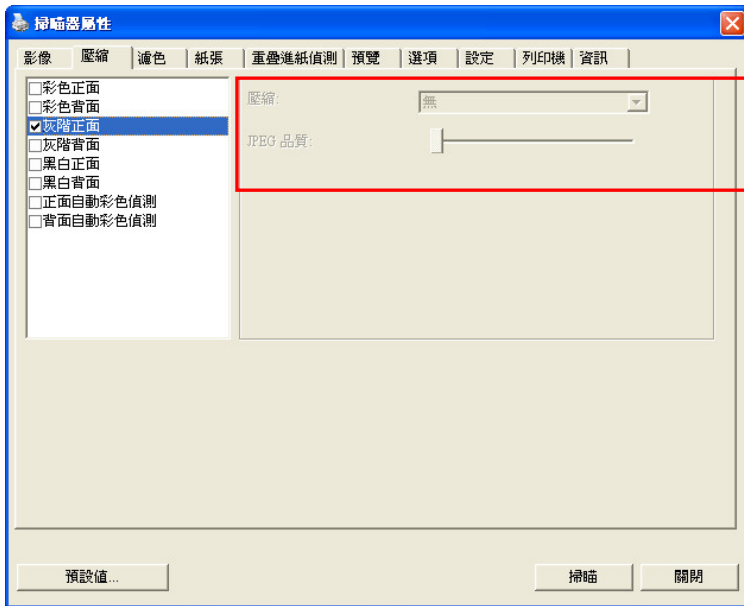 掃瞄器屬性
影像 壓縮 濾色 紙張 重疊進紙偵測 預覽 選項 設定 列印機 資訊
彩色正面
彩色背面
灰階正面
灰階背面
黑白正面
黑白背面
正面自動彩色偵測
背面自動彩色偵測
壓縮: 無
JPEG 品質:
預設值... 掃瞄 關閉